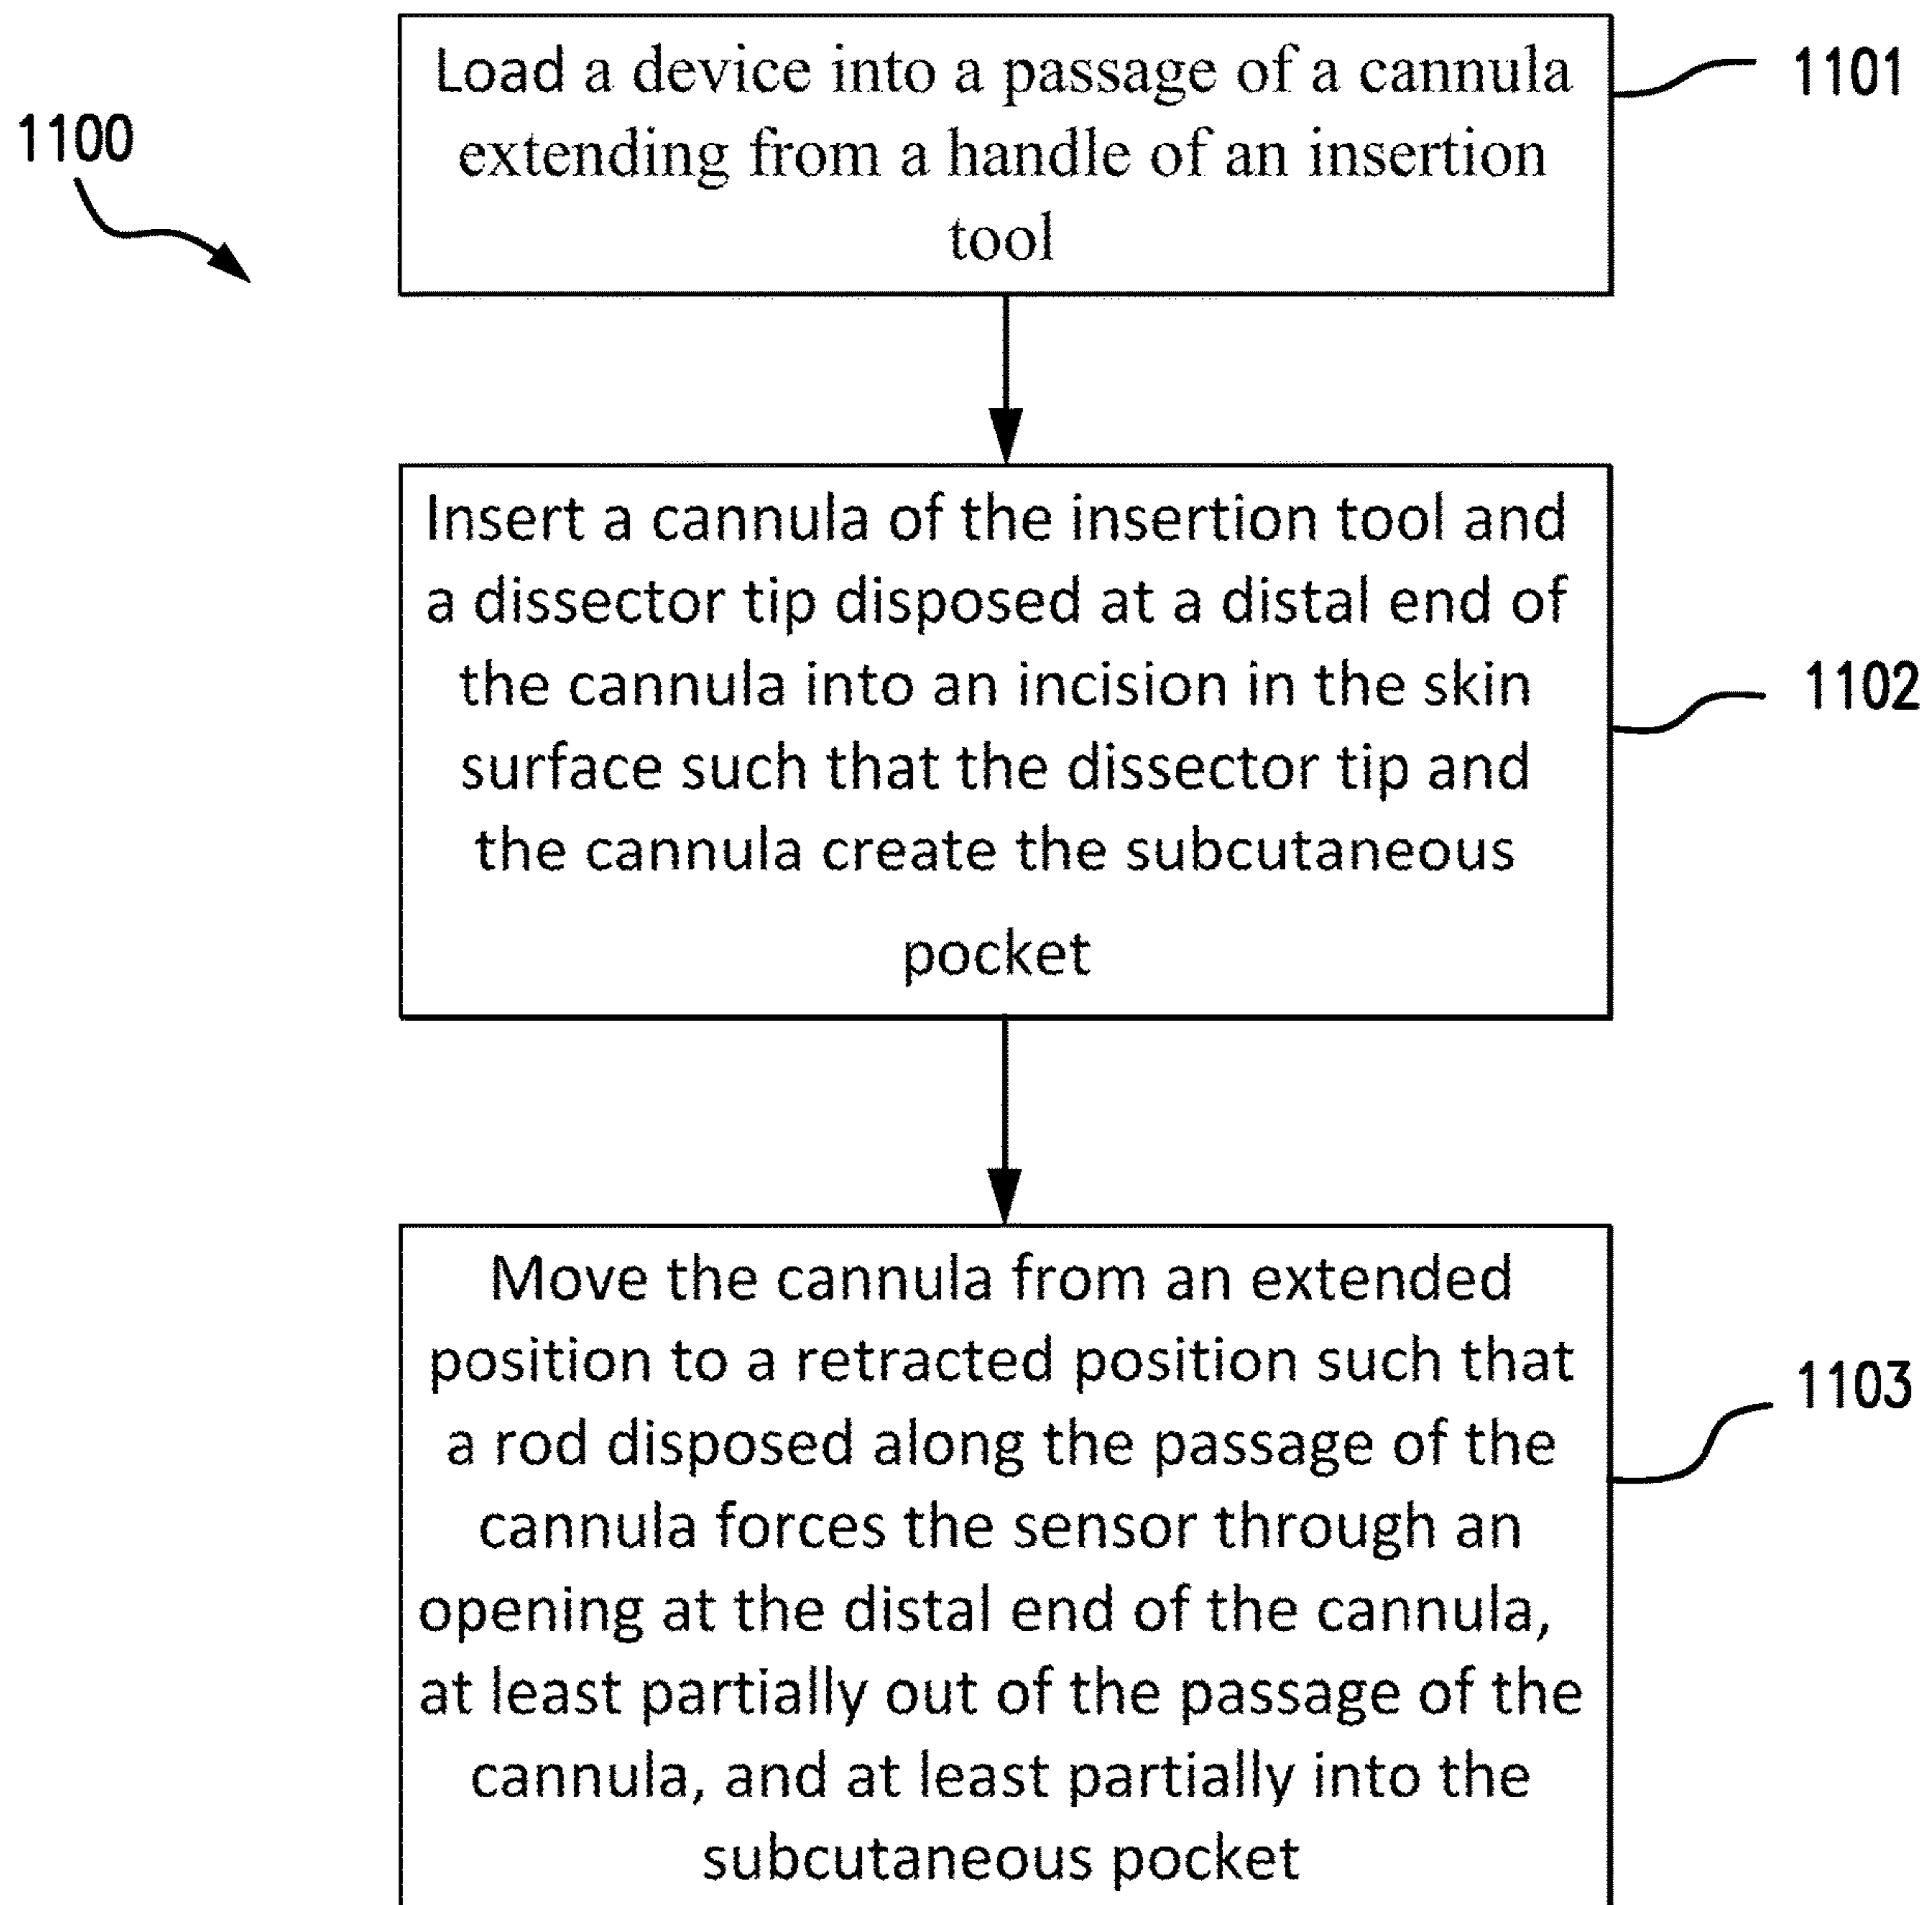 1100
Load a device into a passage of a cannula
extending from a handle of an insertion
tool
1101
Insert a cannula of the insertion tool and
a dissector tip disposed at a distal end of
the cannula into an incision in the skin
surface such that the dissector tip and
the cannula create the subcutaneous
pocket
1102
Move the cannula from an extended
position to a retracted position such that
a rod disposed along the passage of the
cannula forces the sensor through an
opening at the distal end of the cannula,
at least partially out of the passage of the
cannula, and at least partially into the
subcutaneous pocket
1103